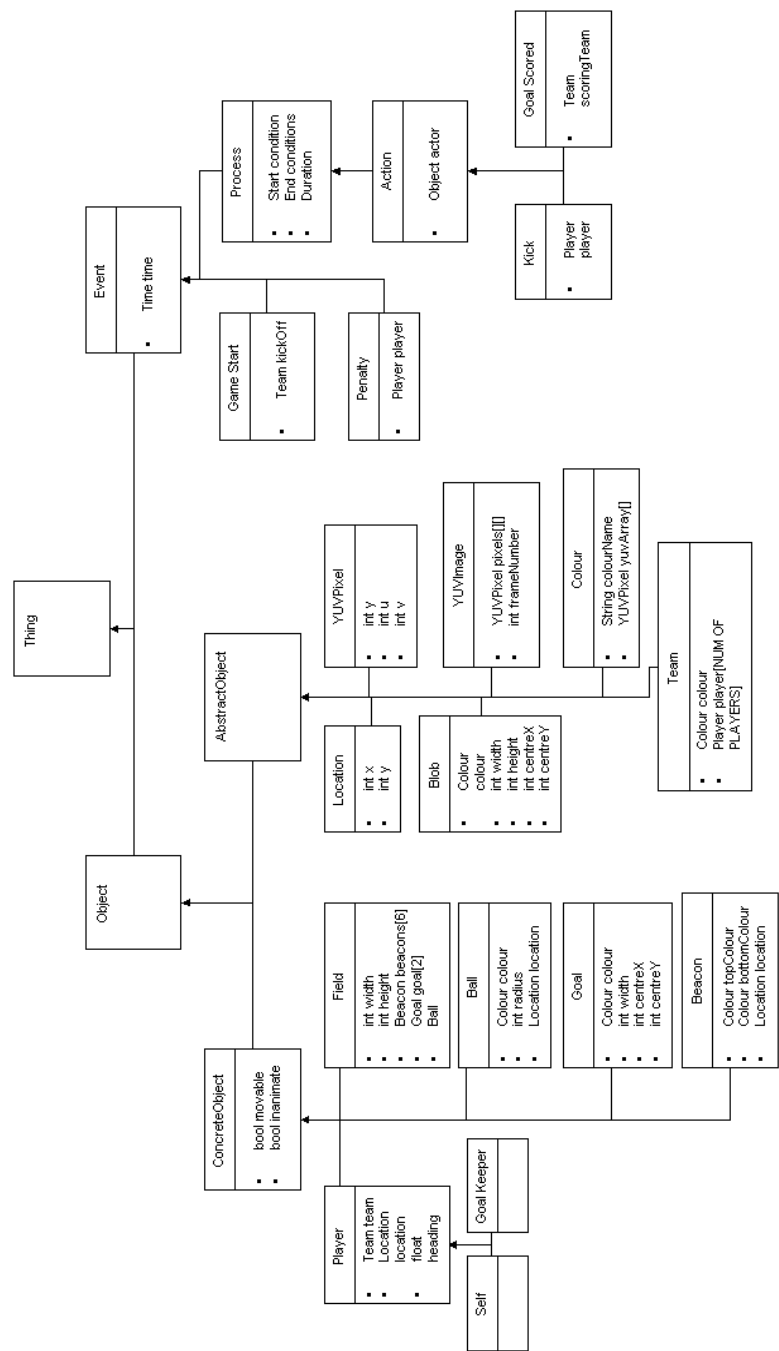 Thing
Object
Event
▪ Time time
ConcreteObject
▪ bool movable
▪ bool inanimate
AbstractObject
Game Start
▪ Team kickOff
Process
▪ Start condition
▪ End conditions
▪ Duration
Player
▪ Team team
▪ Location
location
▪ float
heading
Field
▪ int width
▪ int height
▪ Beacon beacons[6]
▪ Goal goal[2]
▪ Ball
Location
▪ int x
▪ int y
YUVPixel
▪ int y
▪ int u
▪ int v
Penalty
▪ Player player
Action
▪ Object actor
Self
Goal Keeper
Ball
▪ Colour colour
▪ int radius
▪ Location location
Blob
▪ Colour
colour
▪ int width
▪ int height
▪ int centreX
▪ int centreY
YUVImage
▪ YUVPixel pixels[][]
▪ int frameNumber
Kick
▪ Player
player
Goal Scored
▪ Team
scoringTeam
Goal
▪ Colour colour
▪ int width
▪ int centreX
▪ int centreY
Colour
▪ String colourName
▪ YUVPixel yuvArray[]
Beacon
▪ Colour topColour
▪ Colour bottomColour
▪ Location location
Team
▪ Colour colour
▪ Player player[NUM OF
PLAYERS]